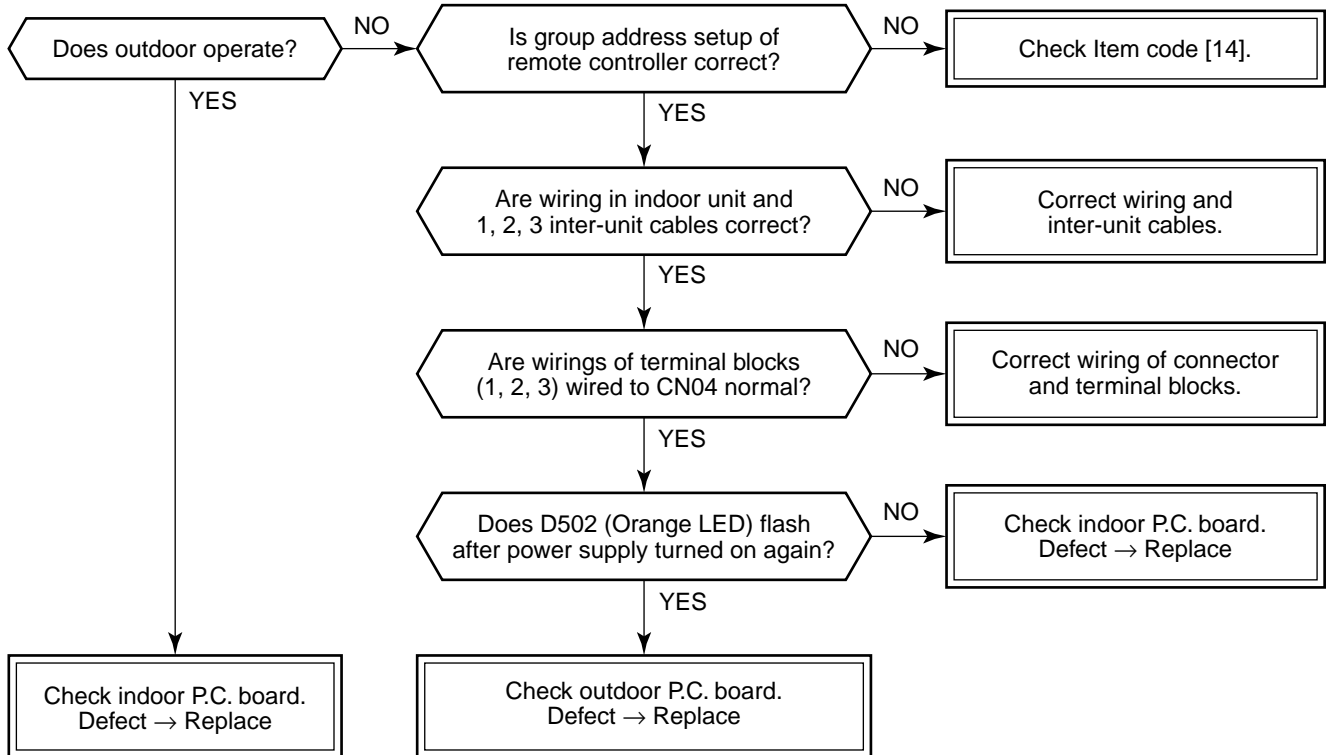 Does outdoor operate?
NO
Is group address setup of
remote controller correct?
NO
Check Item code [14].
YES
YES
Are wiring in indoor unit and
1, 2, 3 inter-unit cables correct?
NO
Correct wiring and
inter-unit cables.
YES
Are wirings of terminal blocks
(1, 2, 3) wired to CN04 normal?
NO
Correct wiring of connector
and terminal blocks.
YES
Does D502 (Orange LED) flash
after power supply turned on again?
NO
Check indoor P.C. board.
Defect → Replace
YES
Check indoor P.C. board.
Defect → Replace
Check outdoor P.C. board.
Defect → Replace